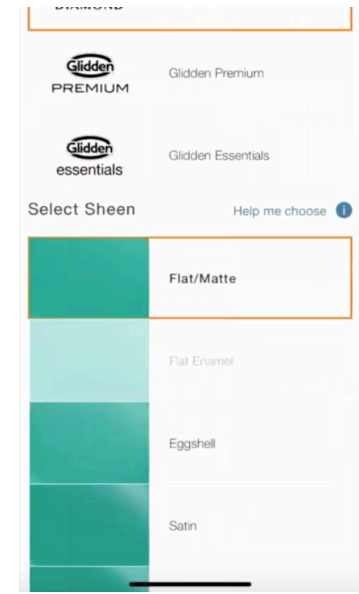 DIAMOND
Glidden
PREMIUM
Glidden Premium
Glidden
essentials
Glidden Essentials
Select Sheen
Help me choose i
Flat/Matte
Flat Enamel
Eggshell
Satin